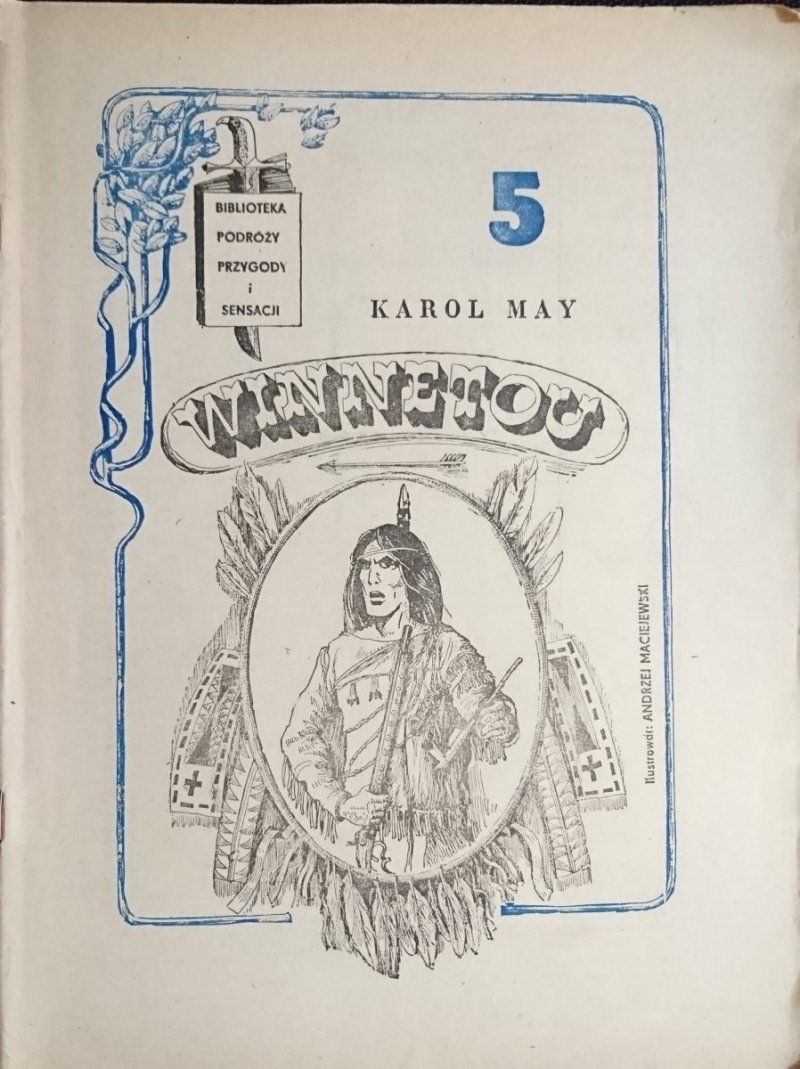 BIBLIOTEKA
PODRÓŻY
PRZYGODY
i
SENSACJI
5
KAROL MAY
WINNETOU
Ilustrował: ANDRZEJ MACIEJEWSKI